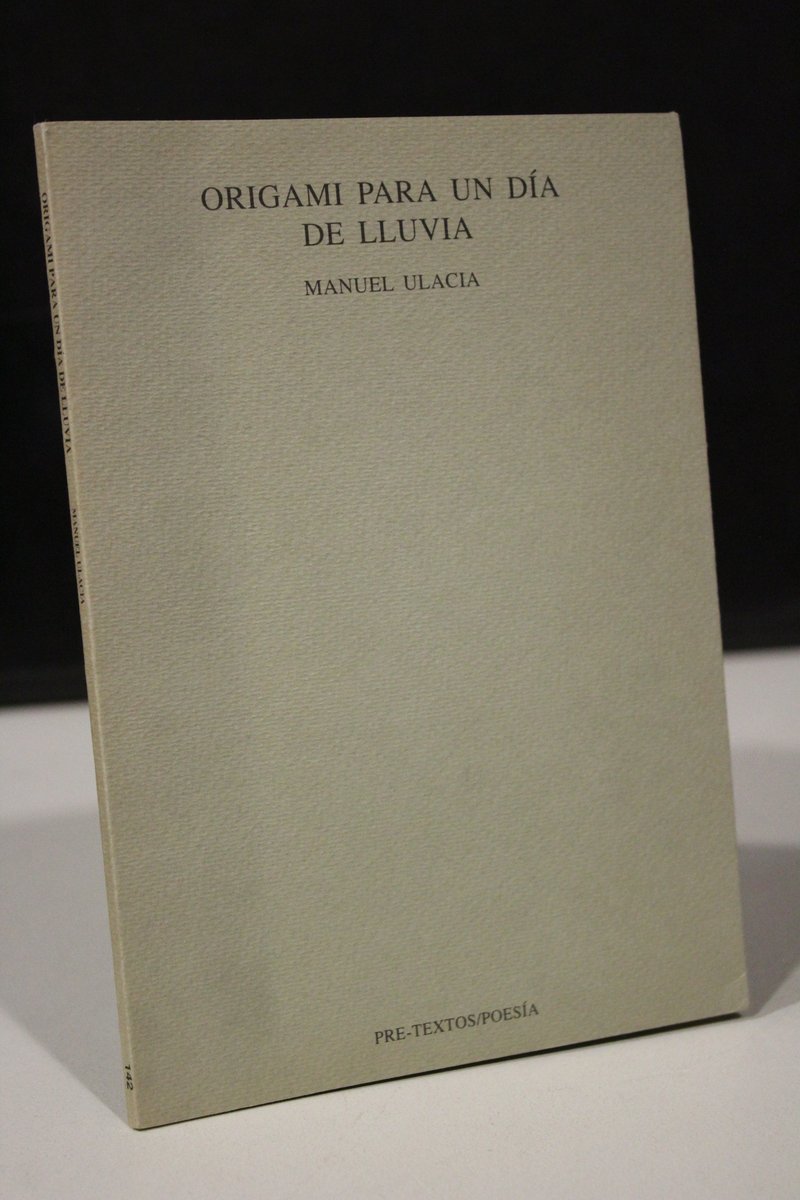 ORIGAMI PARA UN DÍA
DE LLUVIA
MANUEL ULACIA
PRE-TEXTOS/POESÍA
ORIGAMI PARA UN DÍA DE LLUVIA
MANUEL ULACIA
142